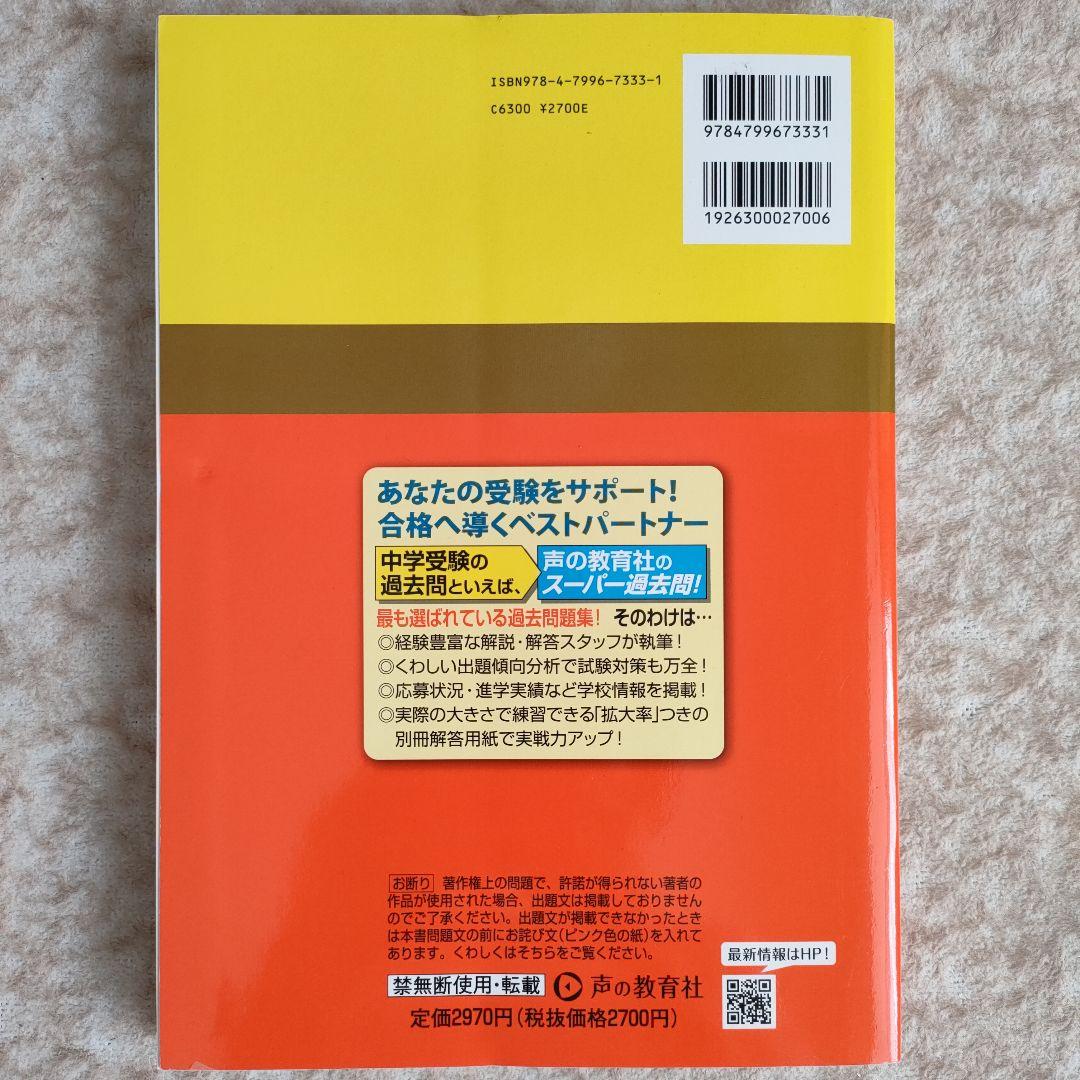 ISBN978-4-7996-7333-1
C6300 ¥2700E
9784799673331
1926300027006
あなたの受験をサポート!
合格へ導くベストパートナー
中学受験の
過去問といえば、
声の教育社の
スーパー過去問!
最も選ばれている過去問題集! そのわけは…
◎経験豊富な解説・解答スタッフが執筆!
◎くわしい出題傾向分析で試験対策も万全!
◎応募状況・進学実績など学校情報を掲載!
◎実際の大きさで練習できる「拡大率」つきの
別冊解答用紙で実戦力アップ!
お断り 著作権上の問題で、許諾が得られない著者の
作品が使用された場合、出題文は掲載しておりません
のでご了承ください。出題文が掲載できなかったとき
は本書問題文の前にお詫び文(ピンク色の紙)を入れて
あります。くわしくはそちらをご覧ください。
最新情報はHP!
禁無断使用・転載 声の教育社
定価2970円(税抜価格2700円)